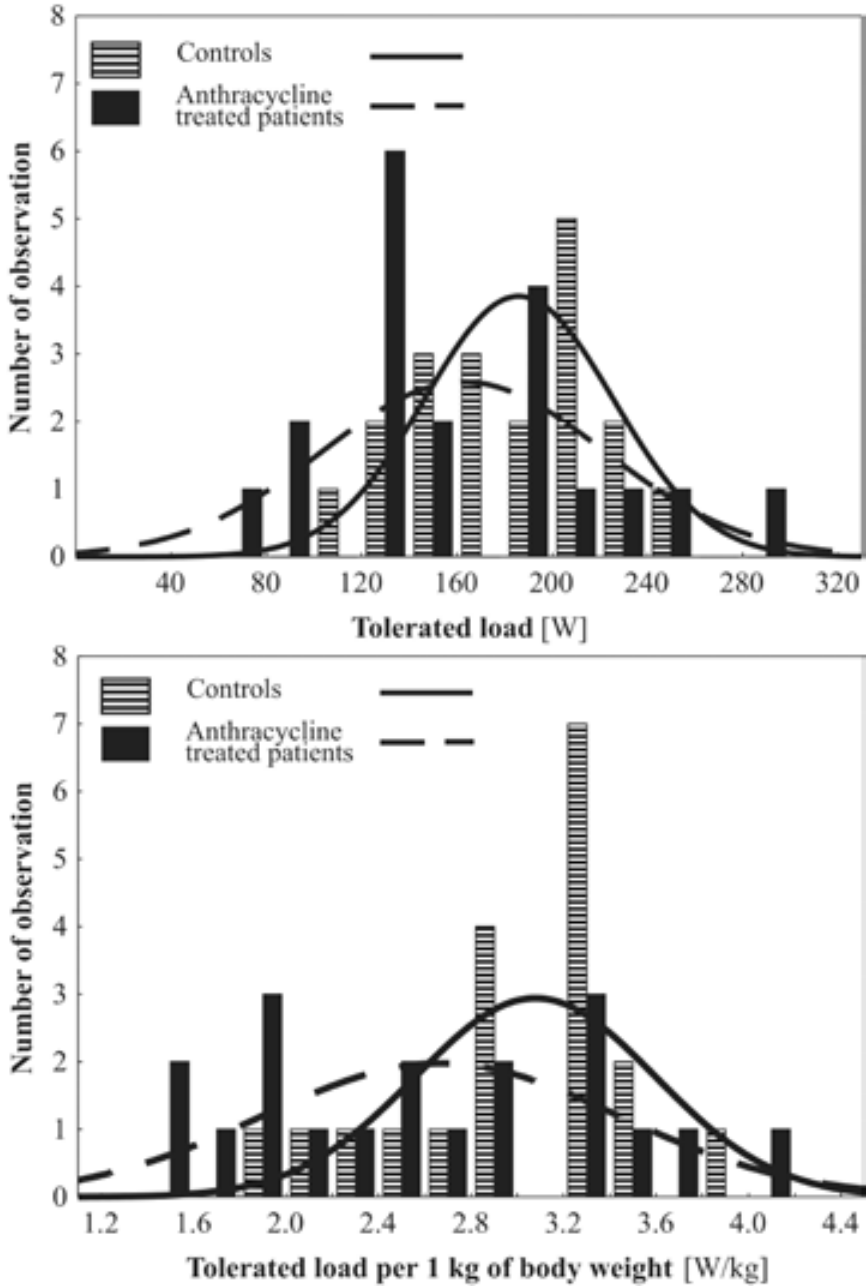 8
Controls
7
Anthracycline
treated patients
6
5
4
3
2
1
0
Number of observation
40 80 120 160 200 240 280 320
Tolerated load [W]
8
Controls
7
Anthracycline
treated patients
6
5
4
3
2
1
0
Number of observation
1.2 1.6 2.0 2.4 2.8 3.2 3.6 4.0 4.4
Tolerated load per 1 kg of body weight [W/kg]